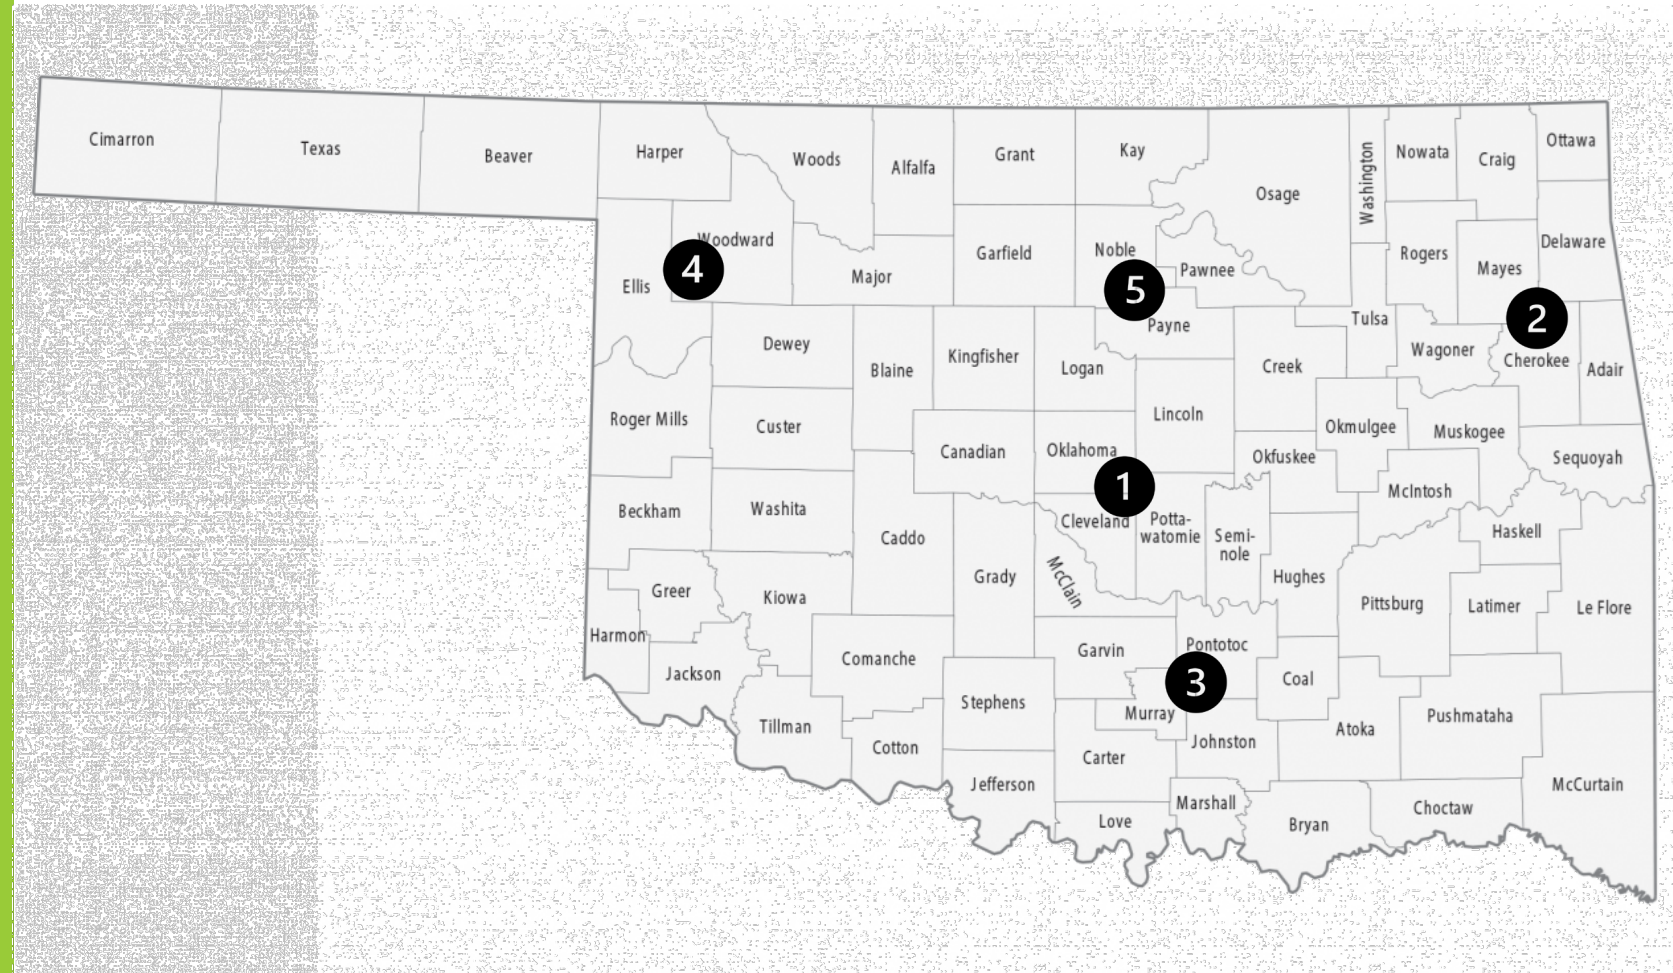 Cimarron
Texas
Beaver
Harper
Woods
Alfalfa
Grant
Kay
Osage
Washington
Nowata
Craig
Ottawa
Ellis
Woodward
4
Major
Garfield
Noble
5
Pawnee
Rogers
Mayes
Delaware
Dewey
Blaine
Kingfisher
Logan
Payne
Creek
Tulsa
Wagoner
2
Cherokee
Adair
Roger Mills
Custer
Canadian
Oklahoma
Lincoln
Okfuskee
Okmulgee
Muskogee
Sequoyah
Beckham
Washita
Caddo
Grady
McClain
1
Cleveland
Potta-
watomie
Semi-
nole
Hughes
McIntosh
Haskell
Greer
Kiowa
Harmon
Jackson
Comanche
Garvin
Pontotoc
3
Coal
Pittsburg
Latimer
Le Flore
Tillman
Cotton
Stephens
Murray
Johnston
Atoka
Pushmataha
Jefferson
Carter
Love
Marshall
Bryan
Choctaw
McCurtain